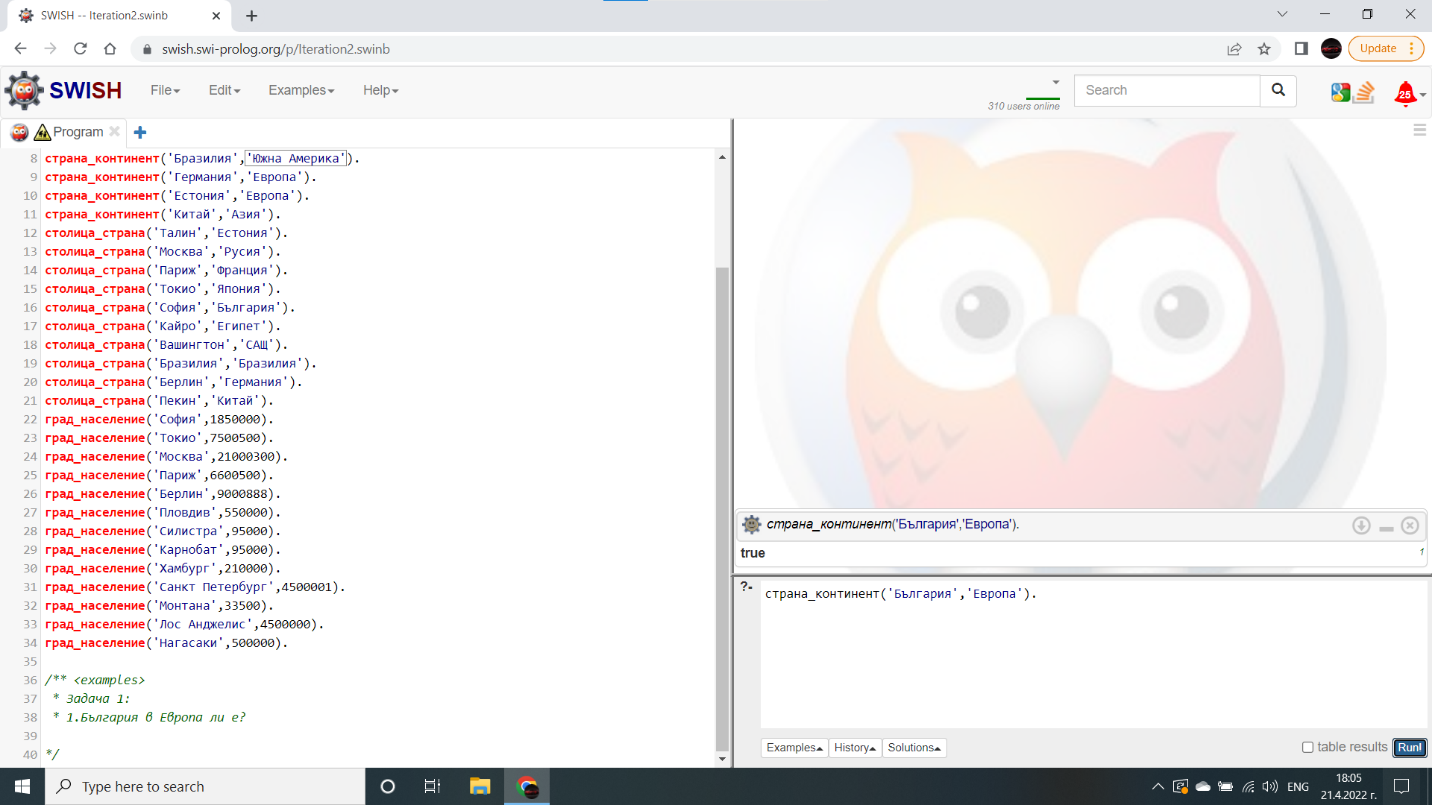 SWISH -- Iteration2.swinb
swish.swi-prolog.org/p/Iteration2.swinb
Update
SWISH
File
Edit
Examples
Help
310 users online
Search
25
Program
8 страна_континент('Бразилия','Южна Америка').
9 страна_континент('Германия','Европа').
10 страна_континент('Естония','Европа').
11 страна_континент('Китай','Азия').
12 столица_страна('Талин','Естония').
13 столица_страна('Москва','Русия').
14 столица_страна('Париж','Франция').
15 столица_страна('Токио','Япония').
16 столица_страна('София','България').
17 столица_страна('Кайро','Египет').
18 столица_страна('Вашингтон','САЩ').
19 столица_страна('Бразилия','Бразилия').
20 столица_страна('Берлин','Германия').
21 столица_страна('Пекин','Китай').
22 град_население('София',1850000).
23 град_население('Токио',7500500).
24 град_население('Москва',21000300).
25 град_население('Париж',6600500).
26 град_население('Берлин',9000888).
27 град_население('Пловдив',550000).
28 град_население('Силистра',95000).
29 град_население('Карнобат',95000).
30 град_население('Хамбург',210000).
31 град_население('Санкт Петербург',4500001).
32 град_население('Монтана',33500).
33 град_население('Лос Анджелис',4500000).
34 град_население('Нагасаки',500000).
35
36 /** <examples>
37 * Задача 1:
38 * 1.България в Европа ли е?
39
40 */
страна_континент('България','Европа').
true
1
?- страна_континент('България','Европа').
Examples
History
Solutions
table results
Run!
Type here to search
ENG
18:05
21.4.2022 г.